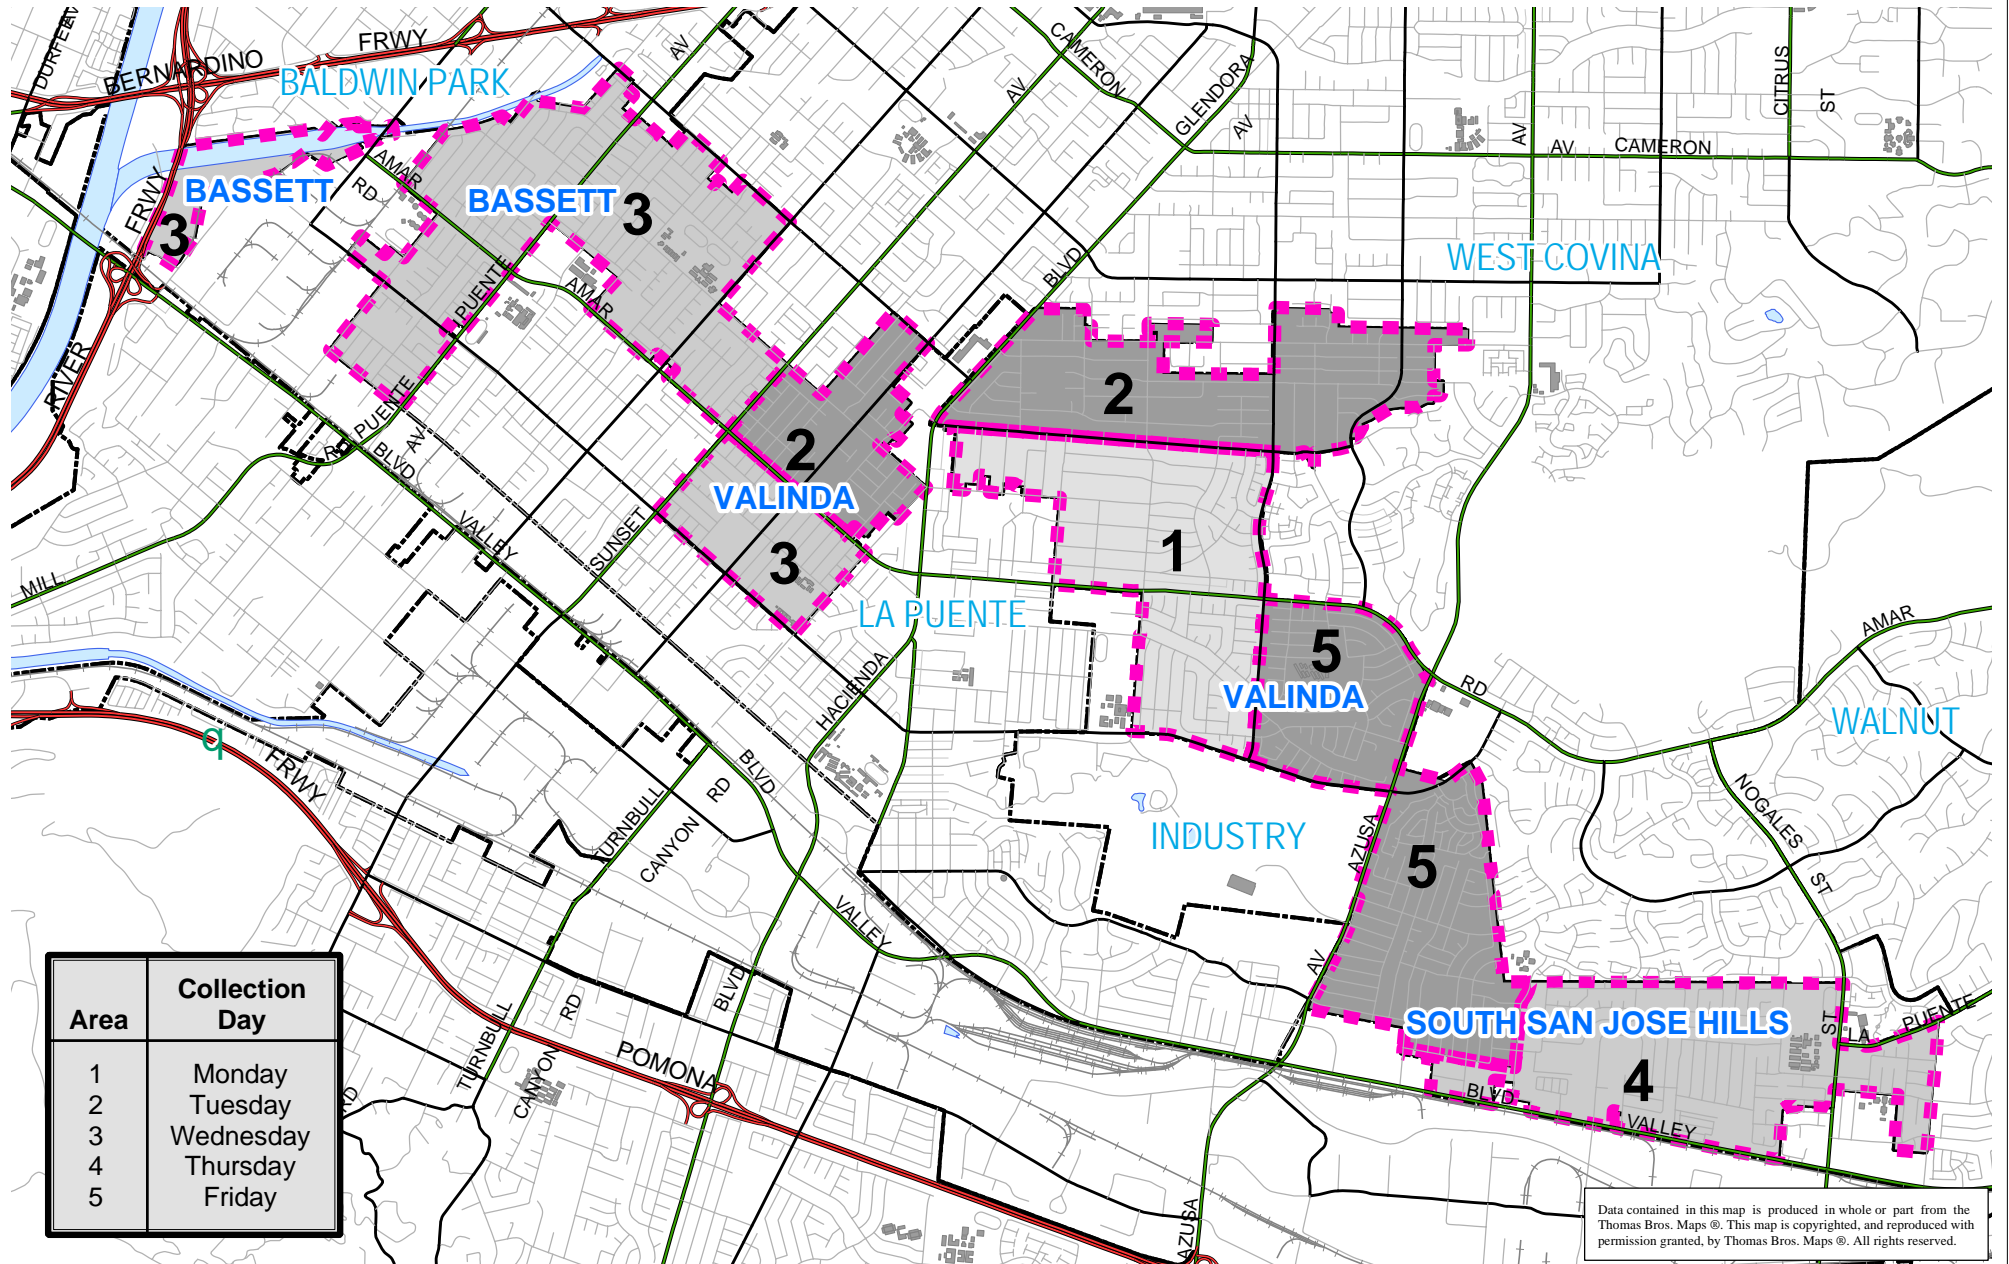 DURFEE
AV
BERNARDINO
FRWY
BALDWIN PARK
AV
CAMERON
AV
GLENDORA
AV
CITRUS
ST
AV
AV
CAMERON
AMAR
RD
FRWY
BASSETT
3
BASSETT
3
WEST COVINA
BLVD
PUENTE
AMAR
RIVER
2
PUENTE
AV
RD
BLVD
2
VALINDA
VALLEY
SUNSET
1
3
MILL
LA PUENTE
AMAR
5
RD
VALINDA
HACIENDA
WALNUT
q
FRWY
BLVD
RD
TURNBULL
CANYON
INDUSTRY
NOGALES
ST
AZUSA
5
VALLEY
AV
BLVD
SOUTH SAN JOSE HILLS
ST
LA
PUENTE
TURNBULL
RD
CANYON
POMONA
RD
4
BLVD
VALLEY
AZUSA
Area
Collection
Day
1 Monday
2 Tuesday
3 Wednesday
4 Thursday
5 Friday
Data contained in this map is produced in whole or part from the
Thomas Bros. Maps ®. This map is copyrighted, and reproduced with
permission granted, by Thomas Bros. Maps ®. All rights reserved.